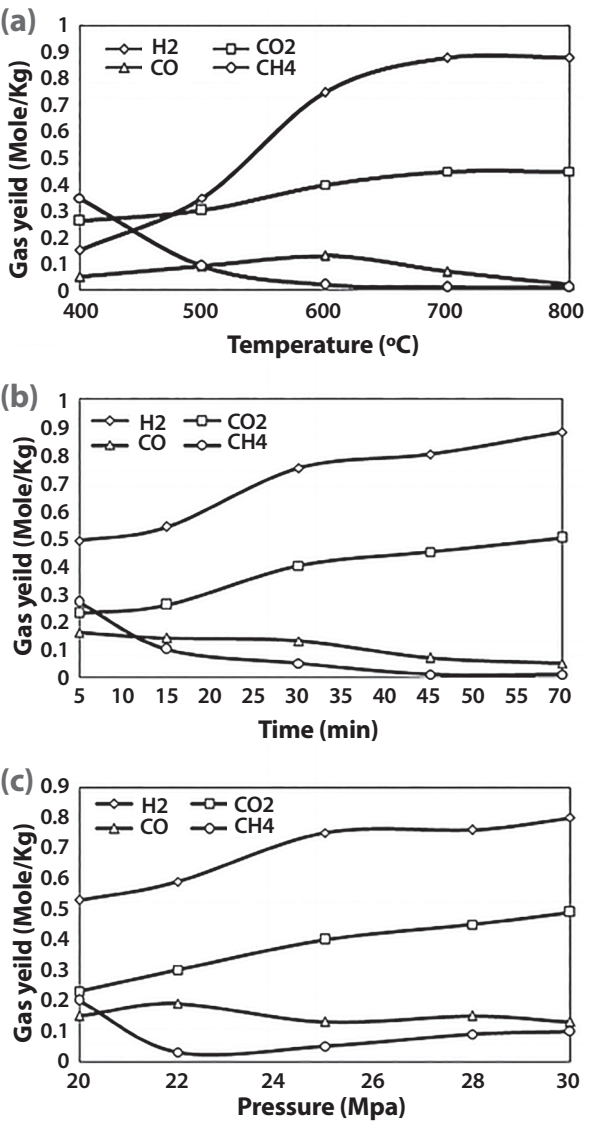 (a)
H2 CO2
CO CH4
Gas yeild (Mole/Kg)
1
0.9
0.8
0.7
0.6
0.5
0.4
0.3
0.2
0.1
0
400 500 600 700 800
Temperature (ºC)
(b)
H2 CO2
CO CH4
Gas yeild (Mole/Kg)
1
0.9
0.8
0.7
0.6
0.5
0.4
0.3
0.2
0.1
0
5 10 15 20 25 30 35 40 45 50 55 70
Time (min)
(c)
H2 CO2
CO CH4
Gas yeild (Mole/Kg)
0.9
0.8
0.7
0.6
0.5
0.4
0.3
0.2
0.1
0
20 22 24 26 28 30
Pressure (Mpa)